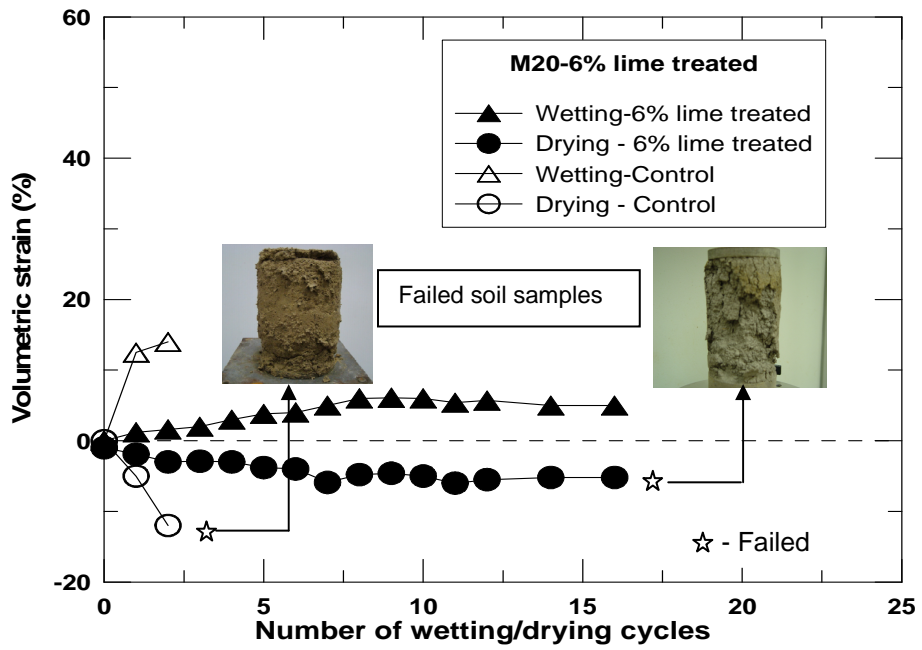 60
40
20
0
-20
Volumetric strain (%)
M20-6% lime treated
Wetting-6% lime treated
Drying - 6% lime treated
Wetting-Control
Drying - Control
Failed soil samples
- Failed
0 5 10 15 20 25
Number of wetting/drying cycles